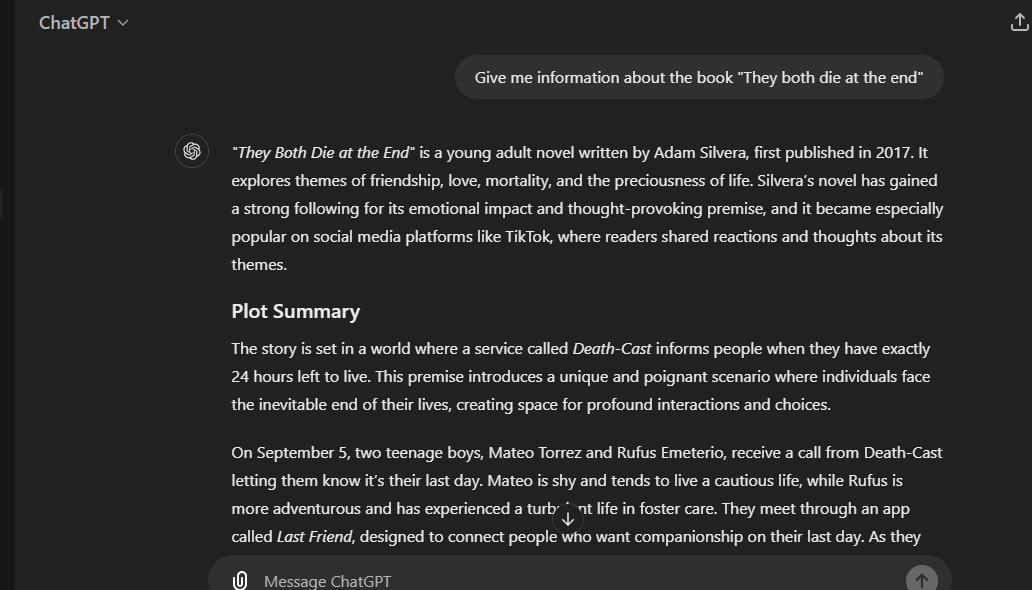 ChatGPT
Give me information about the book "They both die at the end"
"They Both Die at the End" is a young adult novel written by Adam Silvera, first published in 2017. It
explores themes of friendship, love, mortality, and the preciousness of life. Silvera's novel has gained
a strong following for its emotional impact and thought-provoking premise, and it became especially
popular on social media platforms like TikTok, where readers shared reactions and thoughts about its
themes.
Plot Summary
The story is set in a world where a service called Death-Cast informs people when they have exactly
24 hours left to live. This premise introduces a unique and poignant scenario where individuals face
the inevitable end of their lives, creating space for profound interactions and choices.
On September 5, two teenage boys, Mateo Torrez and Rufus Emeterio, receive a call from Death-Cast
letting them know it's their last day. Mateo is shy and tends to live a cautious life, while Rufus is
more adventurous and has experienced a turbulent life in foster care. They meet through an app
called Last Friend, designed to connect people who want companionship on their last day. As they
Message ChatGPT